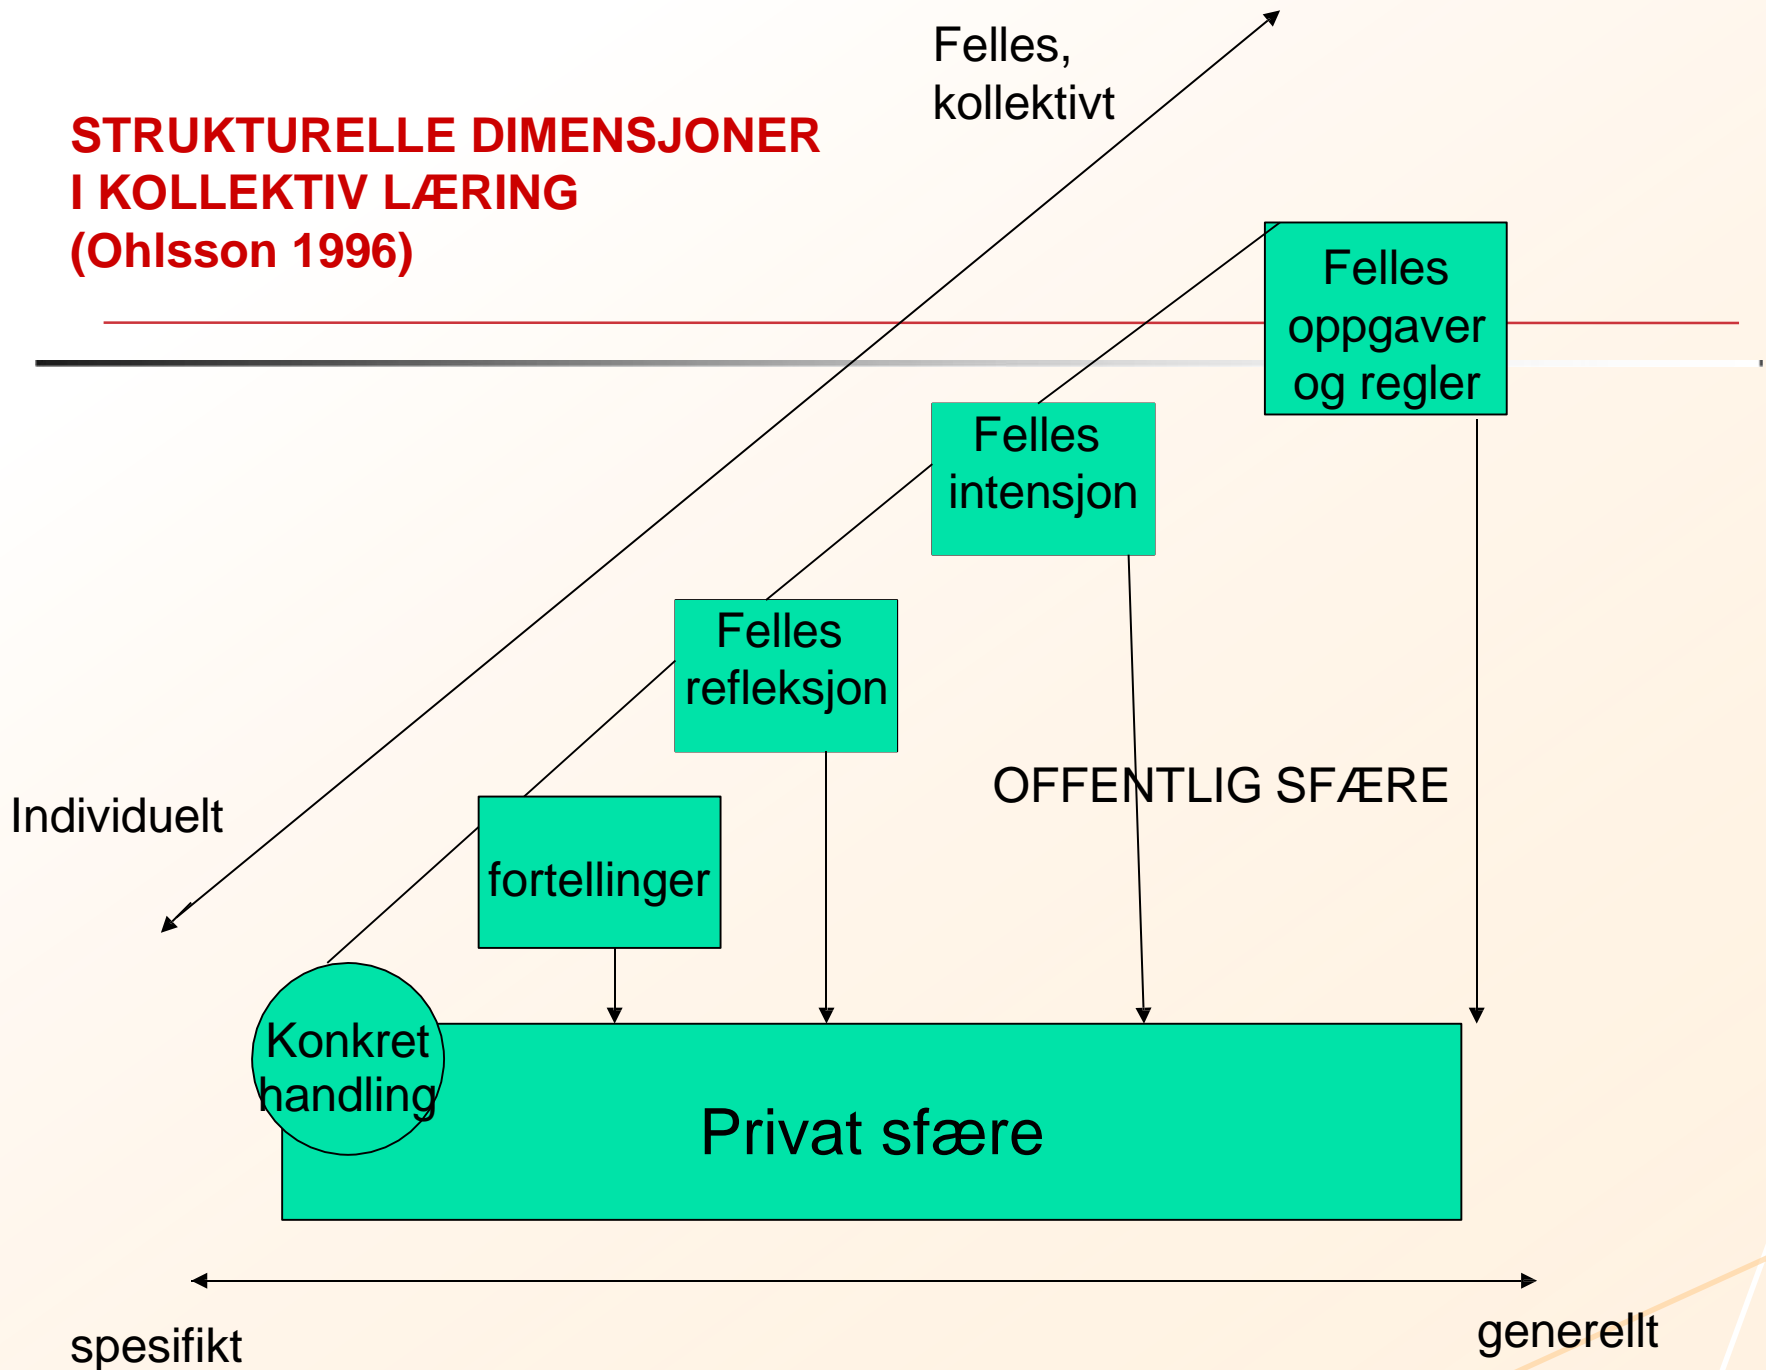 Felles,
kollektivt
STRUKTURELLE DIMENSJONER
I KOLLEKTIV LÆRING
(Ohlsson 1996)
Felles
oppgaver
og regler
Felles
intensjon
Felles
refleksjon
OFFENTLIG SFÆRE
Individuelt
fortellinger
Konkret
handling
Privat sfære
spesifikt
generellt